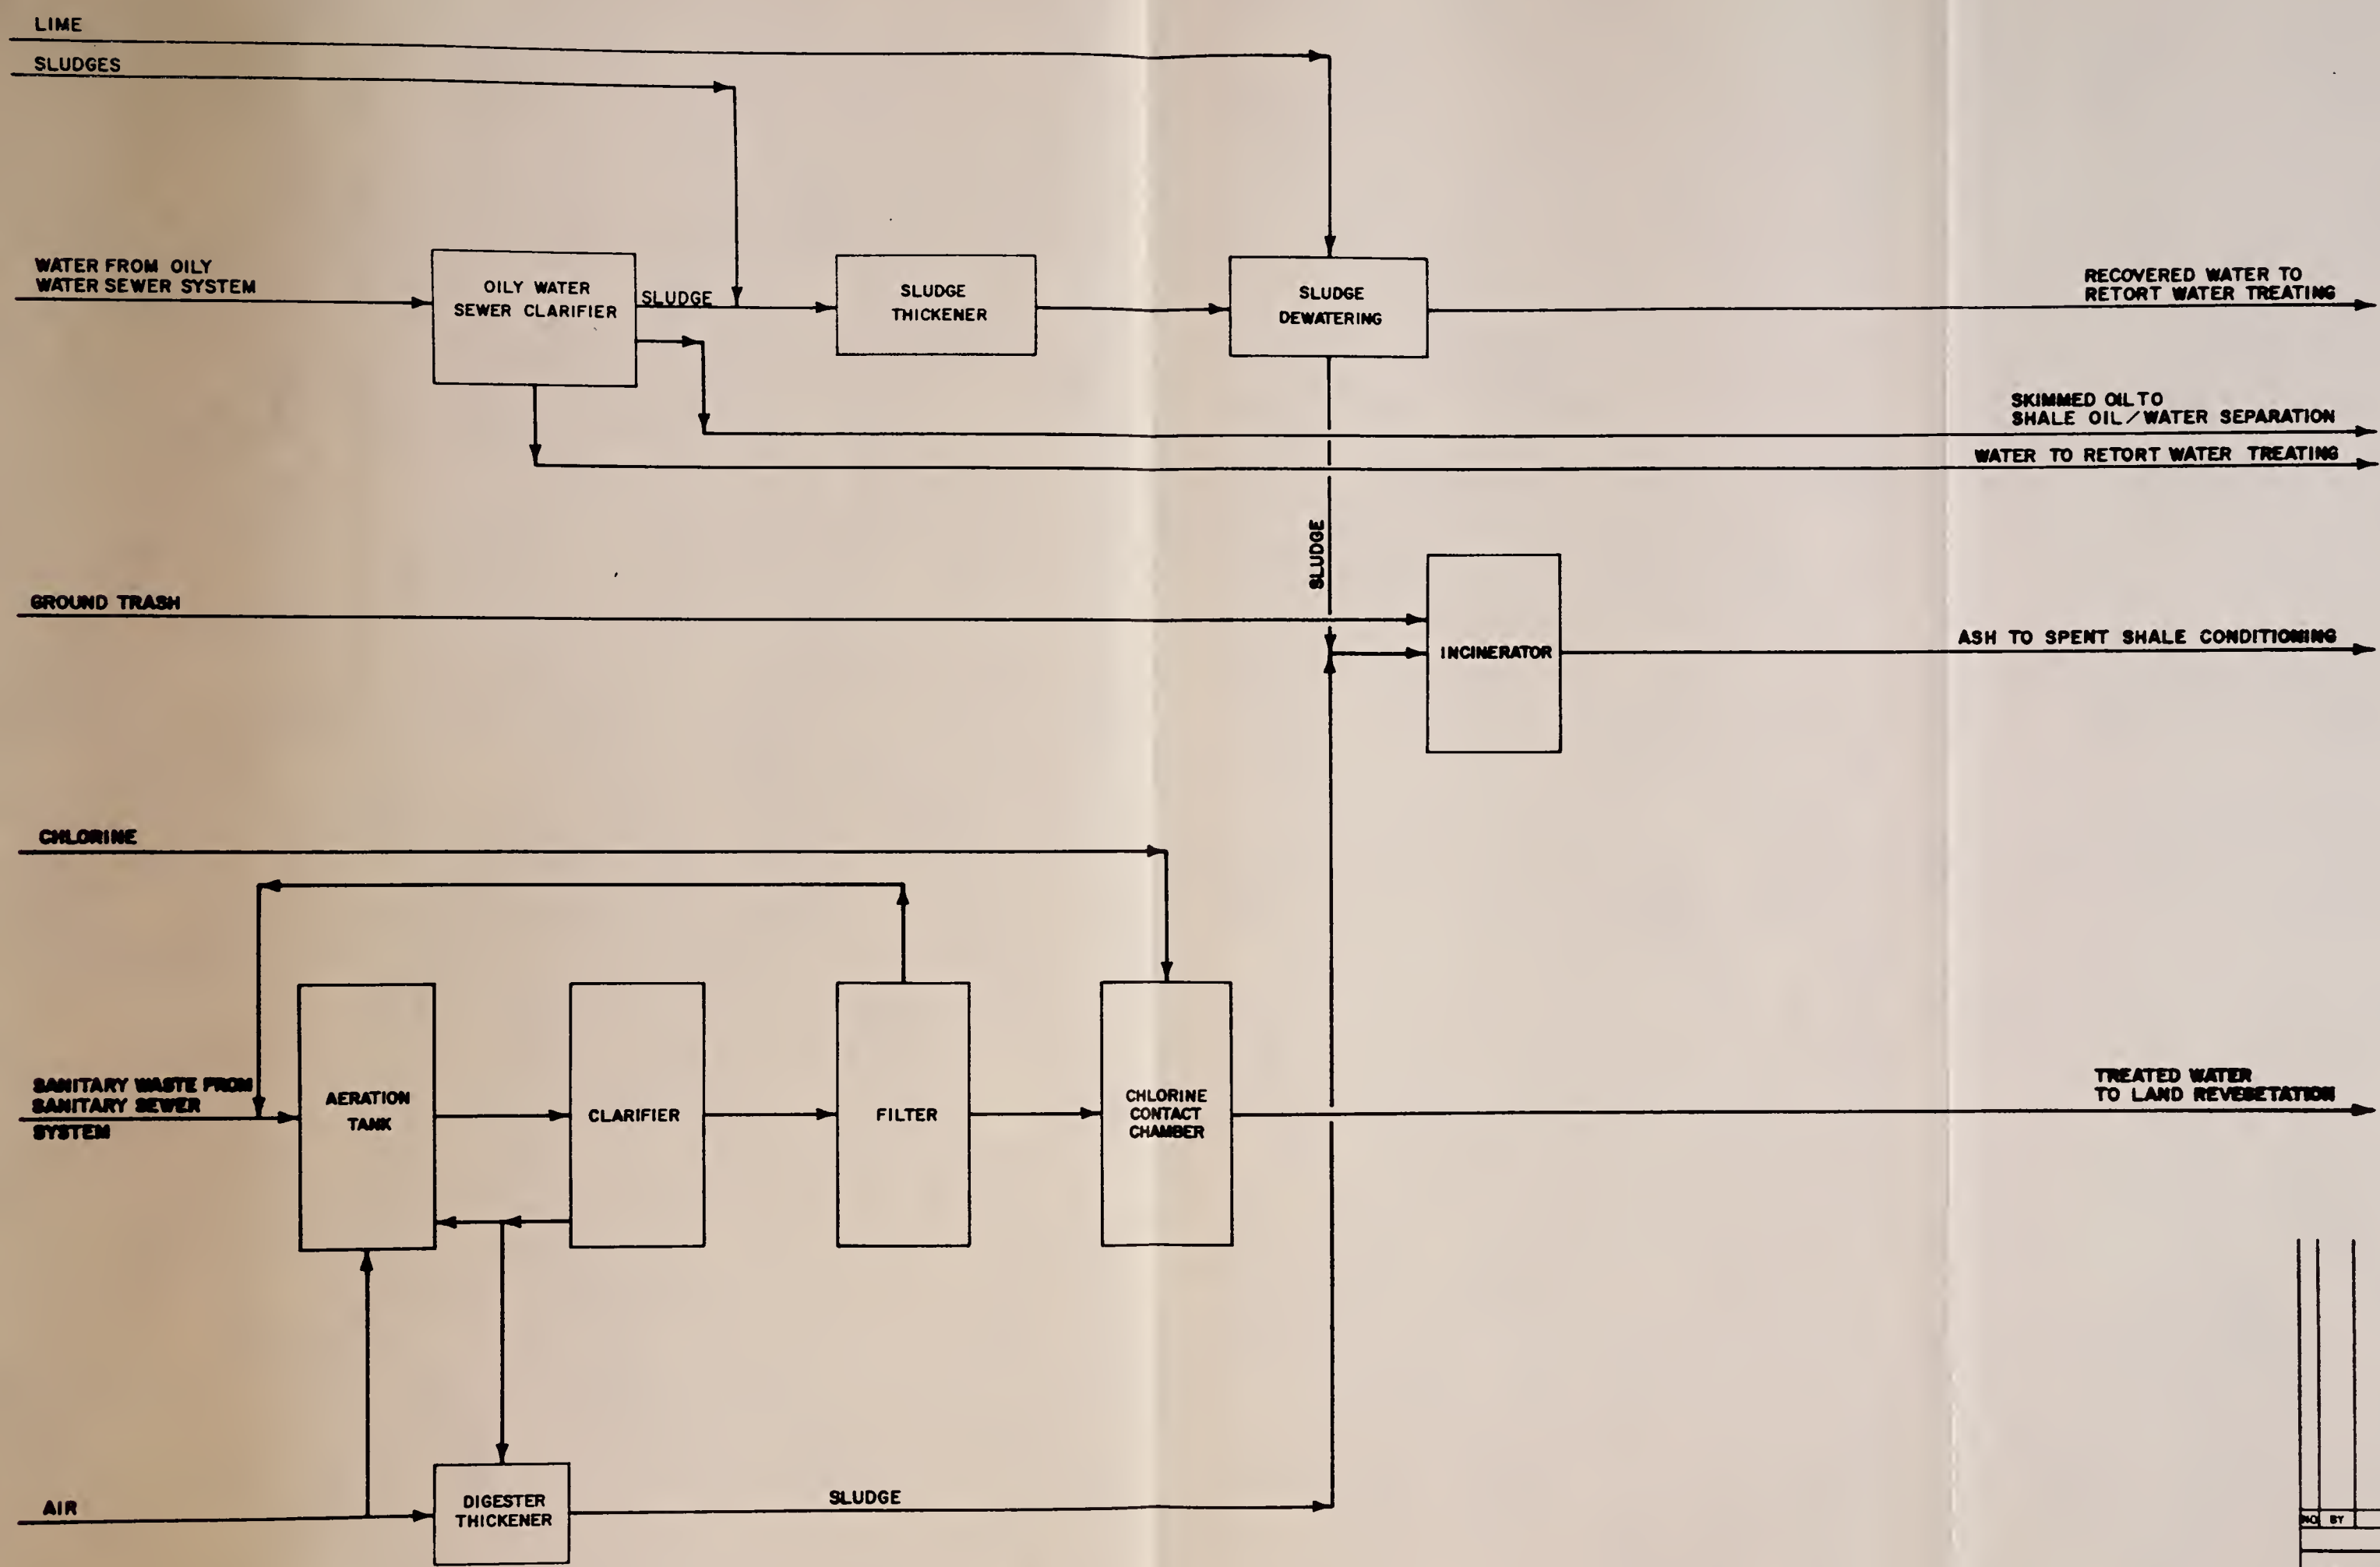 LIME
SLUDGES
WATER FROM OILY
WATER SEWER SYSTEM
OILY WATER
SEWER CLARIFIER
SLUDGE
SLUDGE
THICKENER
SLUDGE
DEWATERING
RECOVERED WATER TO
RETORT WATER TREATING
SKIMMED OIL TO
SHALE OIL/WATER SEPARATION
WATER TO RETORT WATER TREATING
SLUDGE
GROUND TRASH
INCINERATOR
ASH TO SPENT SHALE CONDITIONING
CHLORINE
SANITARY WASTE FROM
SANITARY SEWER
SYSTEM
AERATION
TANK
CLARIFIER
FILTER
CHLORINE
CONTACT
CHAMBER
TREATED WATER
TO LAND REVEGETATION
AIR
DIGESTER
THICKENER
SLUDGE
NO BY